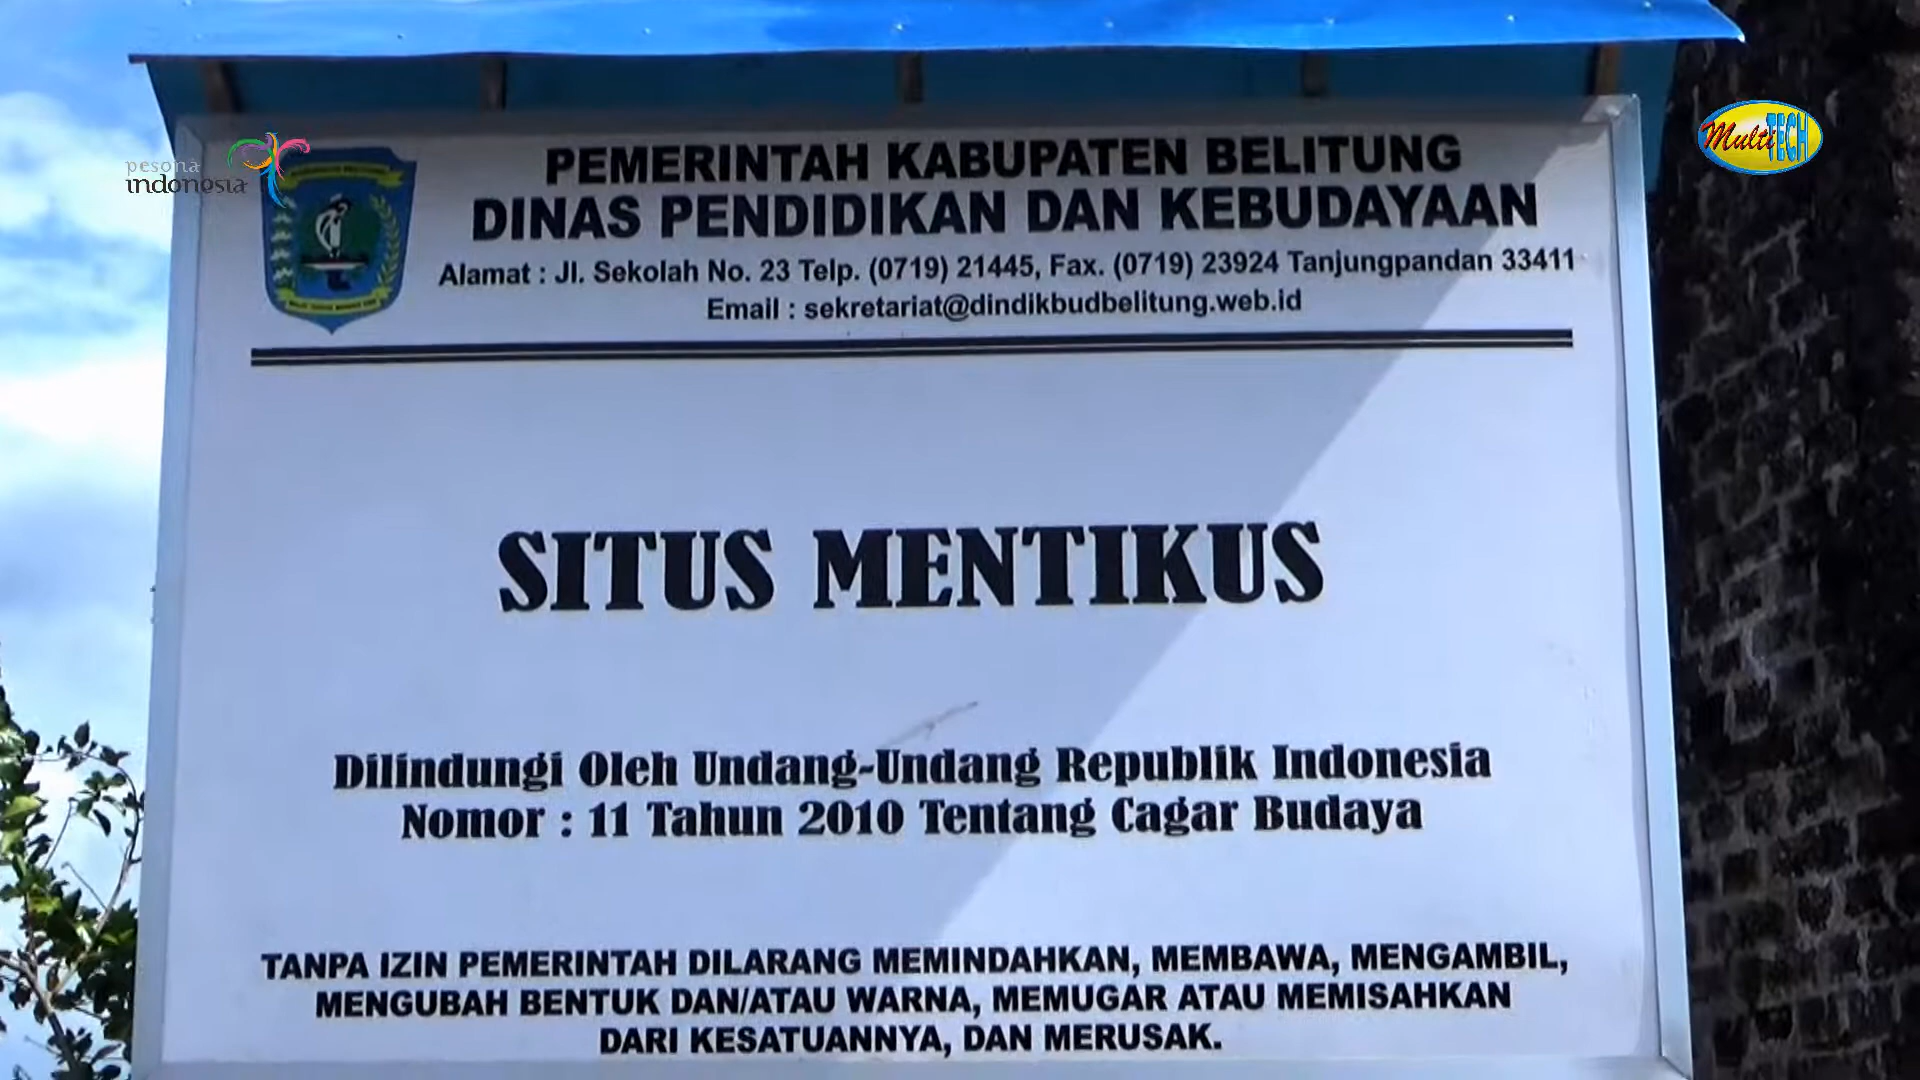 PEMERINTAH KABUPATEN BELITUNG
DINAS PENDIDIKAN DAN KEBUDAYAAN
Alamat : Jl. Sekolah No. 23 Telp. (0719) 21445, Fax. (0719) 23924 Tanjungpandan 33411
Email : sekretariat@dindikbudbelitung.web.id
SITUS MENTIKUS
Dilindungi Oleh Undang-Undang Republik Indonesia
Nomor : 11 Tahun 2010 Tentang Cagar Budaya
TANPA IZIN PEMERINTAH DILARANG MEMINDAHKAN, MEMBAWA, MENGAMBIL,
MENGUBAH BENTUK DAN/ATAU WARNA, MEMUGAR ATAU MEMISAHKAN
DARI KESATUANNYA, DAN MERUSAK.
pesona
indonesia
Multi TECH